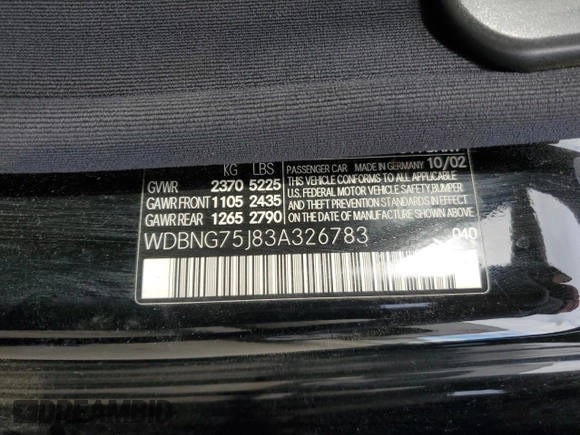 KG LBS
GVWR 2370 5225
GAWR FRONT 1105 2435
GAWR REAR 1265 2790
PASSENGER CAR MADE IN GERMANY 10/02
THIS VEHICLE CONFORMS TO ALL APPLICABLE
U.S. FEDERAL MOTOR VEHICLE SAFETY, BUMPER
AND THEFT PREVENTION STANDARDS IN EFFECT
ON THE DATE OF MANUFACTURE SHOWN ABOVE.
WDBNG75J83A326783 040
DREAMBID